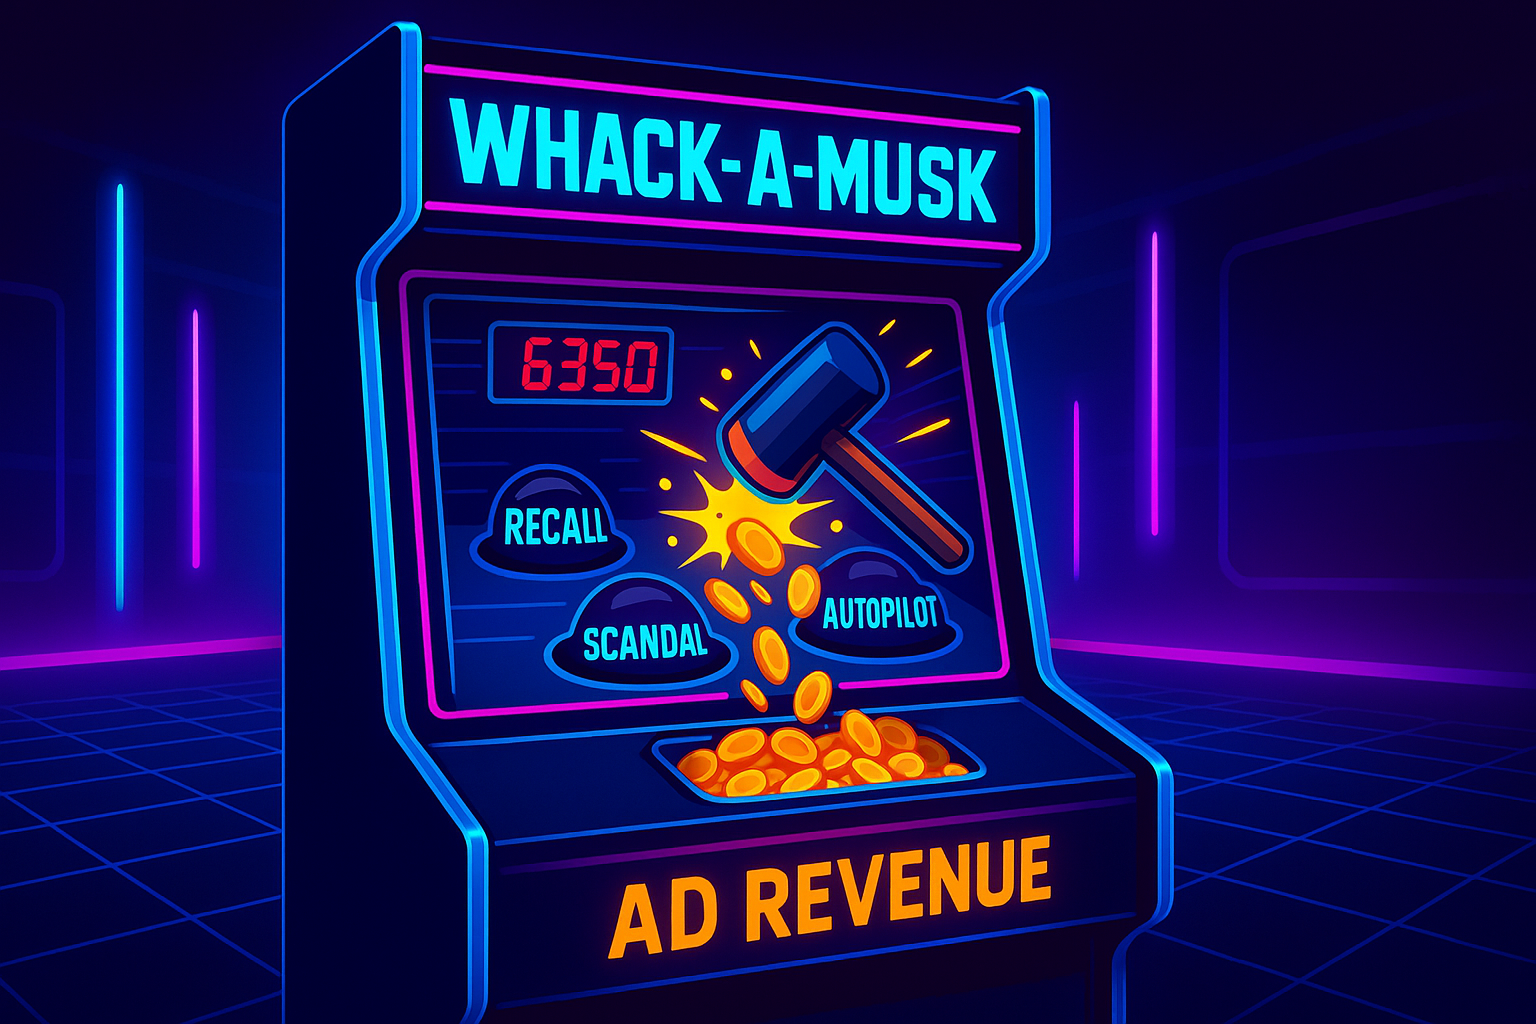 WHACK-A-MUSK
6350
RECALL
SCANDAL
AUTOPILOT
AD REVENUE